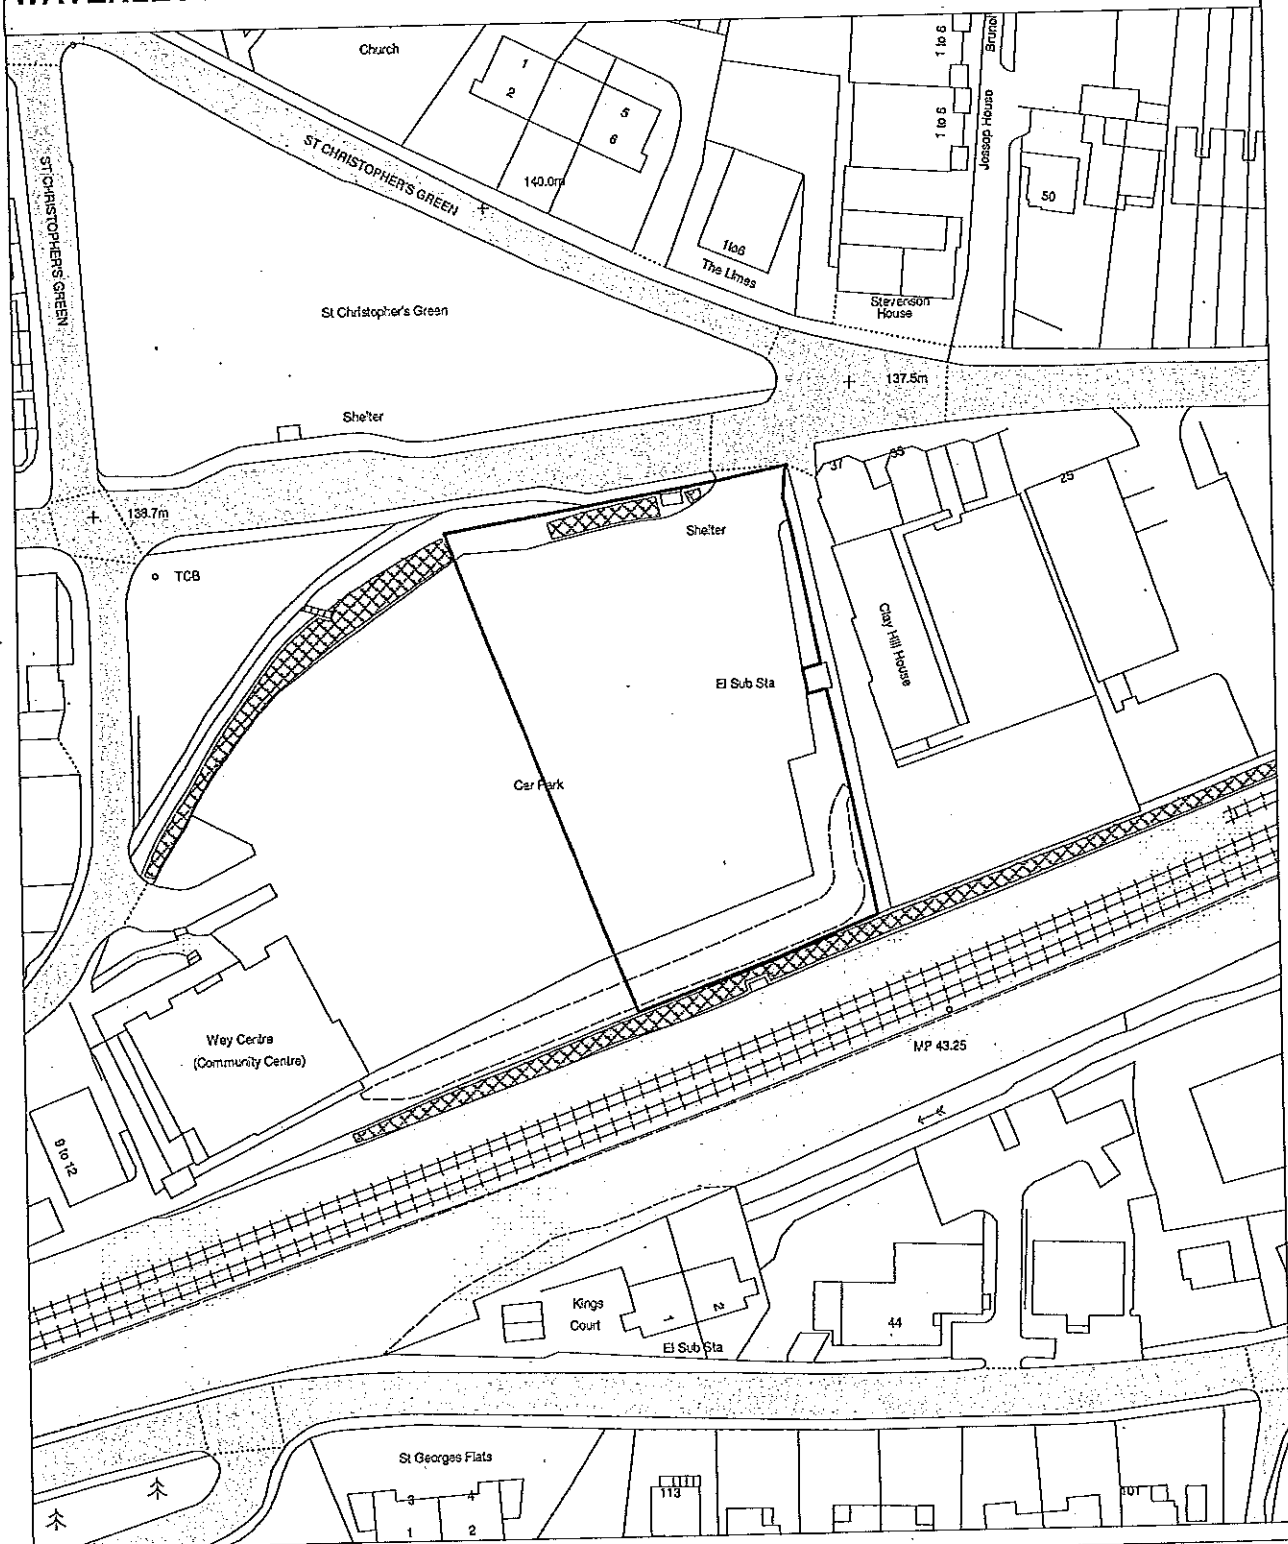 Church
1
2
5
6
1 to 6
1 to 6
Jossop House
50
ST CHRISTOPHER'S GREEN
ST CHRISTOPHER'S GREEN
140.0m
1to6
The Limes
St Christopher's Green
Stevenson
House
137.5m
Shelter
37
25
138.7m
Shelter
TCB
Clay Hill House
El Sub Sta
Car Park
Wey Centre
(Community Centre)
MP 43.25
9 to 12
Kings
Court
1
2
44
El Sub Sta
St Georges Flats
3
4
1
2
113
101